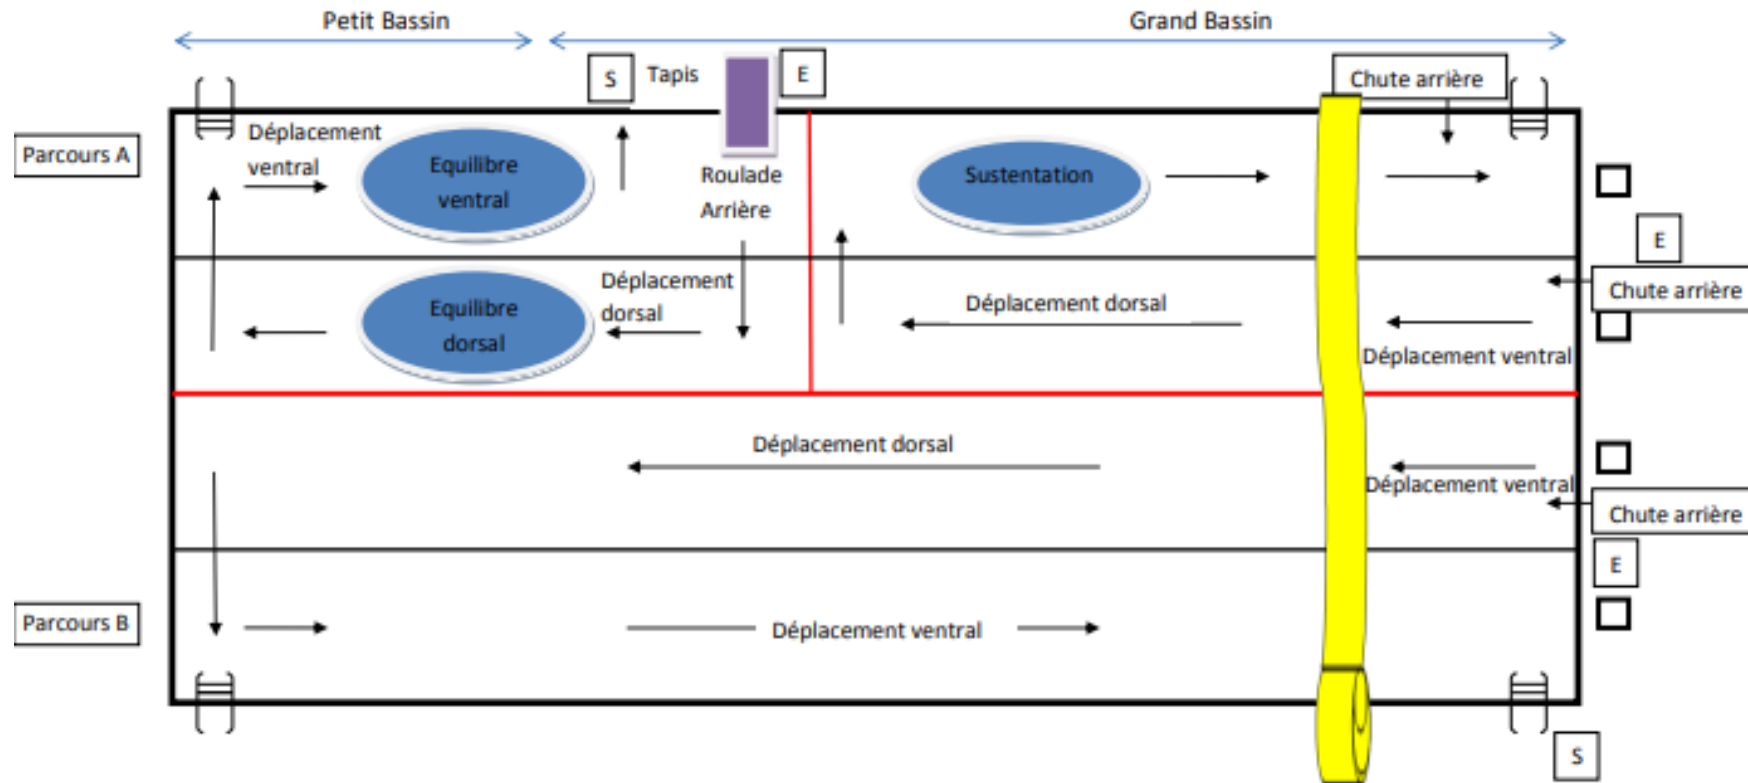 Petit Bassin
Grand Bassin
S
Tapis
E
Chute arrière
Parcours A
Déplacement
ventral
Equilibre
ventral
Roulade
Arrière
Sustentation
E
Déplacement
dorsal
Equilibre
dorsal
Déplacement dorsal
Chute arrière
Déplacement ventral
Déplacement dorsal
Déplacement ventral
Chute arrière
E
Parcours B
Déplacement ventral
S